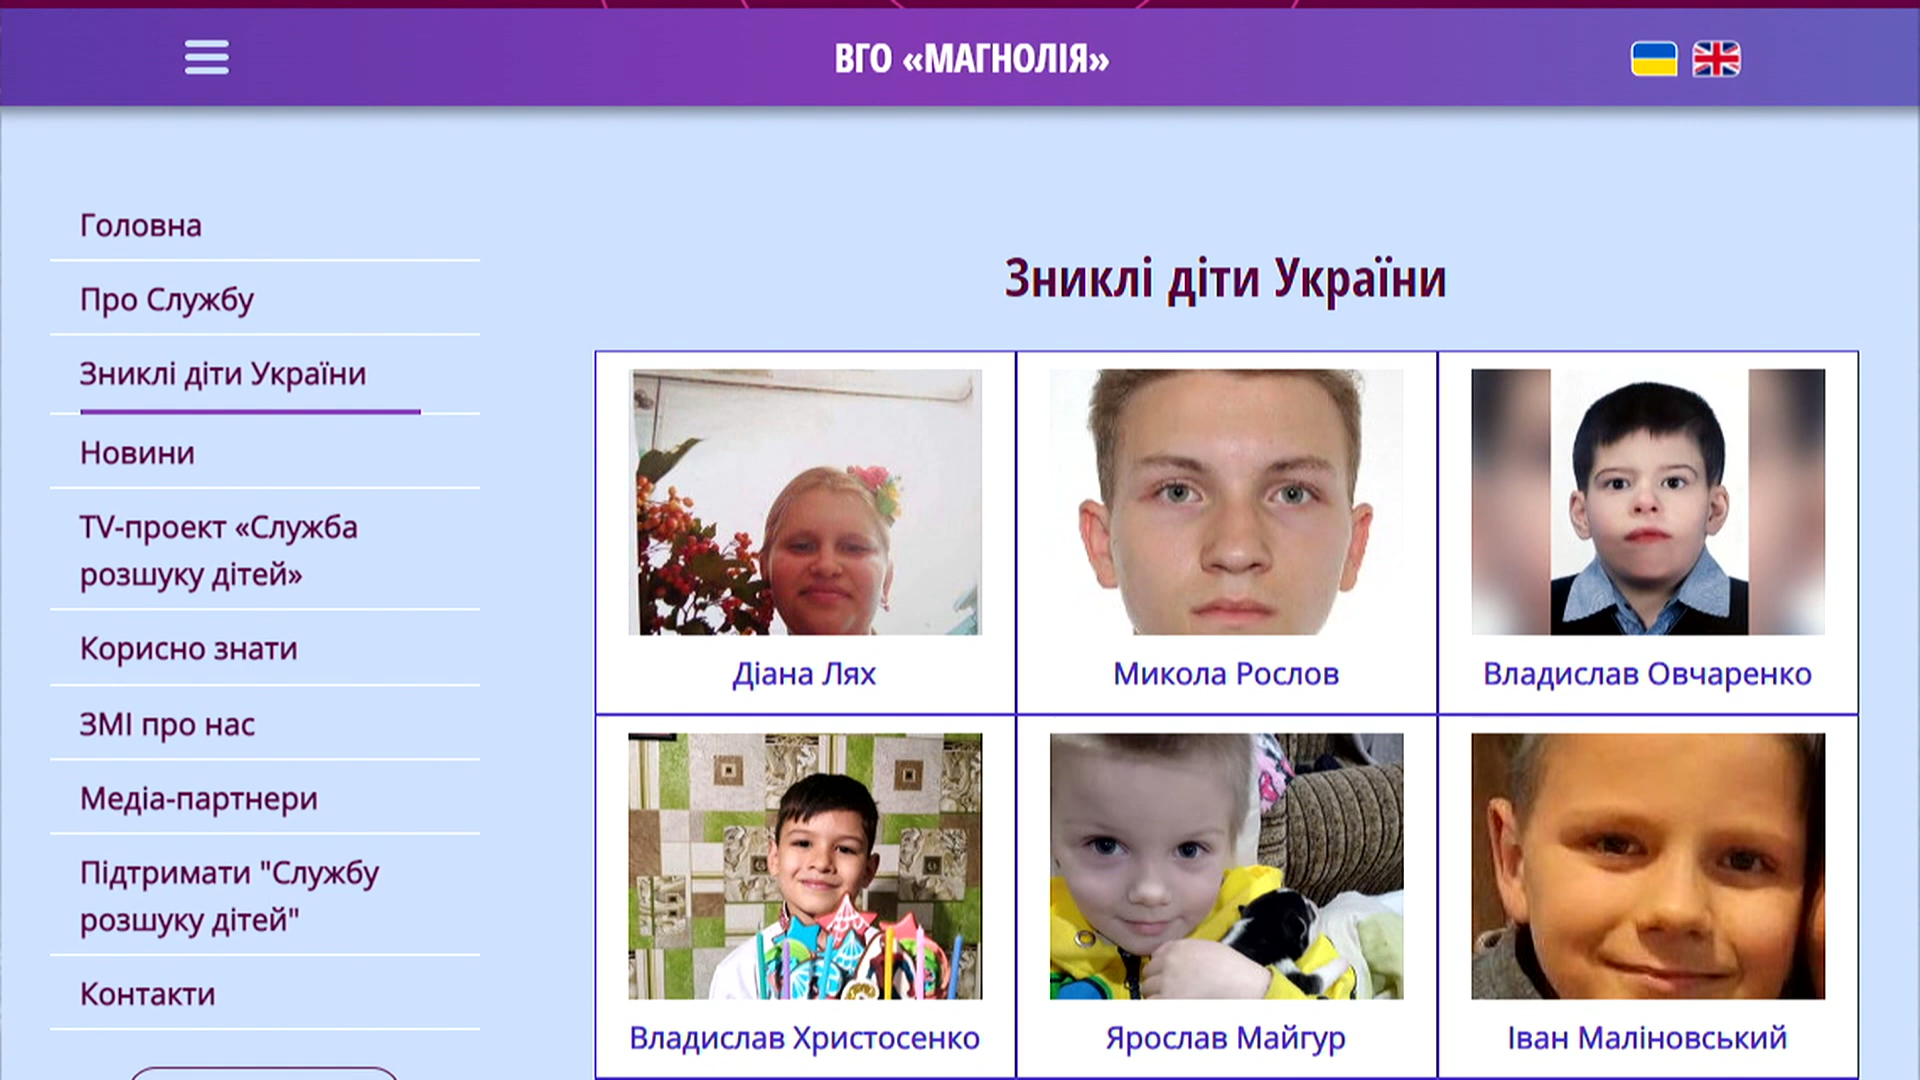 ВГО «МАГНОЛІЯ»
Головна
Про Службу
Зниклі діти України
Новини
TV-проект «Служба
розшуку дітей»
Корисно знати
ЗМІ про нас
Медіа-партнери
Підтримати "Службу
розшуку дітей"
Контакти
Зниклі діти України
Діана Лях
Микола Рослов
Владислав Овчаренко
Владислав Христосенко
Ярослав Майгур
Іван Маліновський